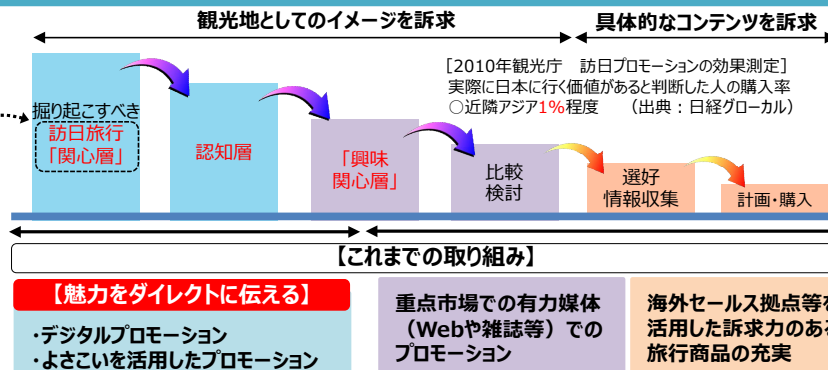 観光地としてのイメージを訴求
具体的なコンテンツを訴求
[2010年観光庁 訪日プロモーションの効果測定]
実際に日本に行く価値があると判断した人の購入率
○近隣アジア1%程度 (出典：日経グローカル)
掘り起こすべき
訪日旅行
「関心層」
認知層
「興味
関心層」
比較
検討
選好
情報収集
計画・購入
【これまでの取り組み】
【魅力をダイレクトに伝える】
・デジタルプロモーション
・よさこいを活用したプロモーション
重点市場での有力媒体
（Webや雑誌等）での
プロモーション
海外セールス拠点等を
活用した訴求力のある
旅行商品の充実